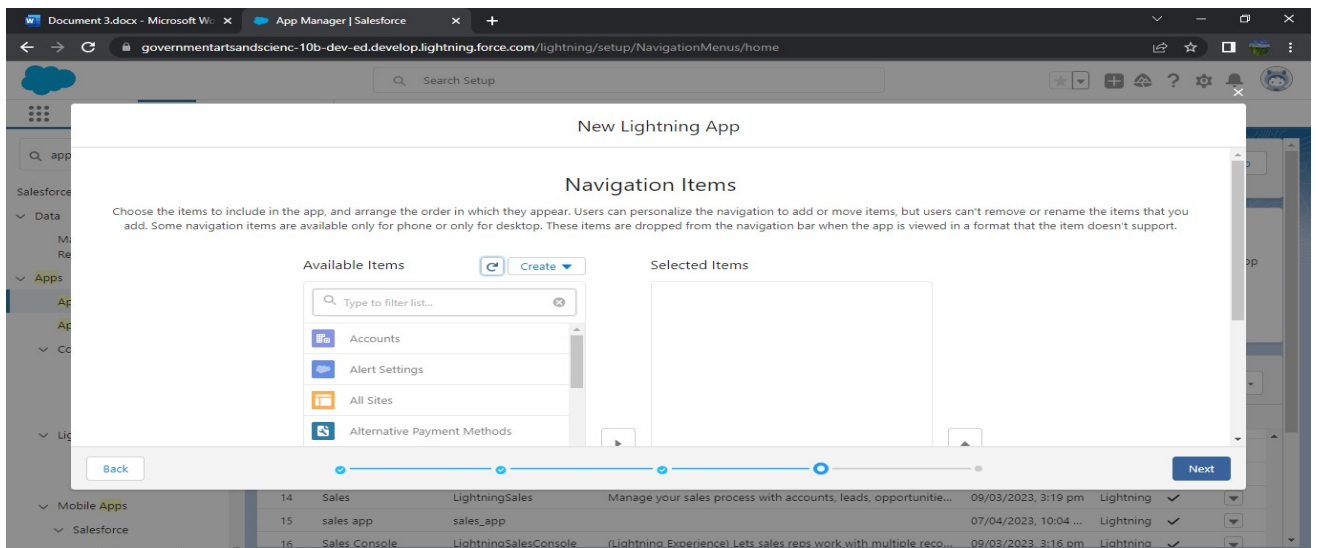 Document 3.docx - Microsoft Wo
App Manager | Salesforce
governmentartsandscienc-10b-dev-ed.develop.lightning.force.com/lightning/setup/NavigationMenus/home
Search Setup
New Lightning App
app
Salesforce
Data
Ma
Re
Apps
Ap
Ap
Co
Lig
Mobile Apps
Salesforce
Navigation Items
Choose the items to include in the app, and arrange the order in which they appear. Users can personalize the navigation to add or move items, but users can't remove or rename the items that you
add. Some navigation items are available only for phone or only for desktop. These items are dropped from the navigation bar when the app is viewed in a format that the item doesn't support.
Available Items
Create
Selected Items
Type to filter list...
Accounts
Alert Settings
All Sites
Alternative Payment Methods
Back
Next
14 Sales LightningSales Manage your sales process with accounts, leads, opportunitie... 09/03/2023, 3:19 pm Lightning
15 sales app sales_app 07/04/2023, 10:04 ... Lightning
16 Sales Console LightningSalesConsole (Lightning Experience) Lets sales reps work with multiple reco... 09/03/2023, 3:16 pm Lightning